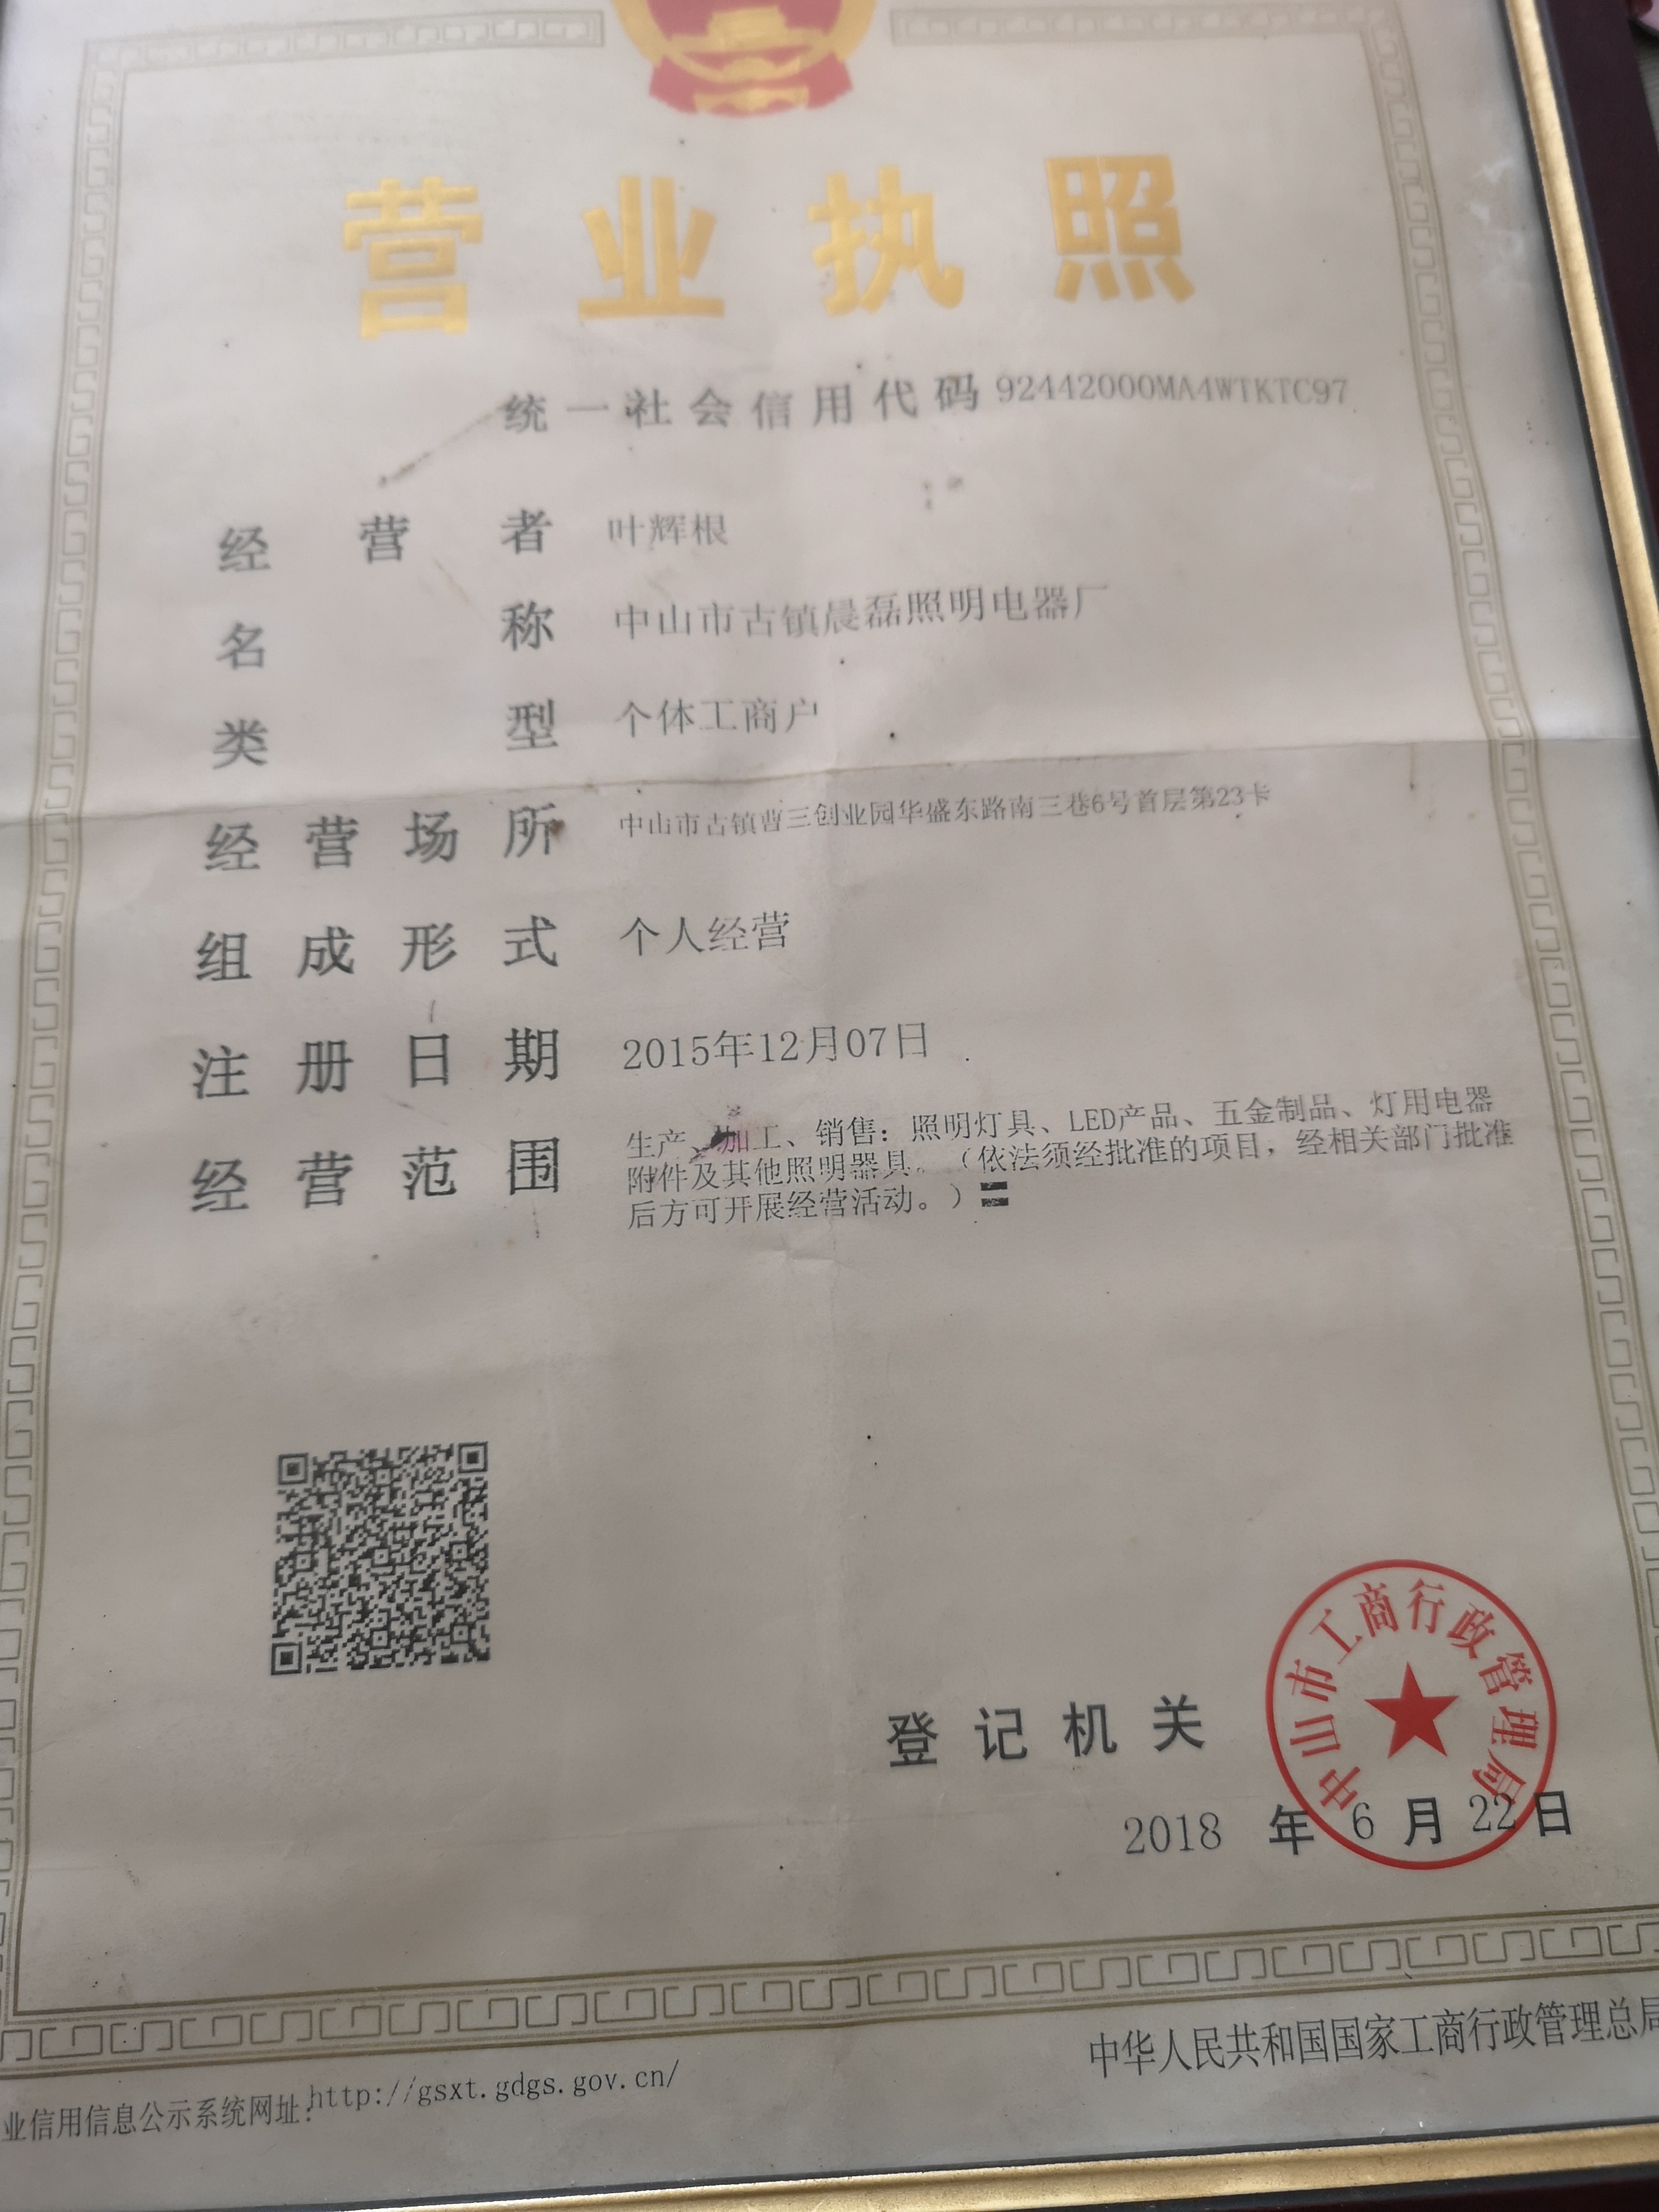 营业执照
统一社会信用代码 92442000MA4WTKTC97
经营者 叶辉根
名称 中山市古镇晨磊照明电器厂
类型 个体工商户
经营场所 中山市古镇曹三创业园华盛东路南三巷6号首层第23卡
组成形式 个人经营
注册日期 2015年12月07日
经营范围 生产、加工、销售：照明灯具、LED产品、五金制品、灯用电器
附件及其他照明器具。（依法须经批准的项目，经相关部门批准
后方可开展经营活动。）〓
中山市工商行政管理局
登记机关
2018 年 6 月 22 日
业信用信息公示系统网址：http://gsxt.gdgs.gov.cn/
中华人民共和国国家工商行政管理总局